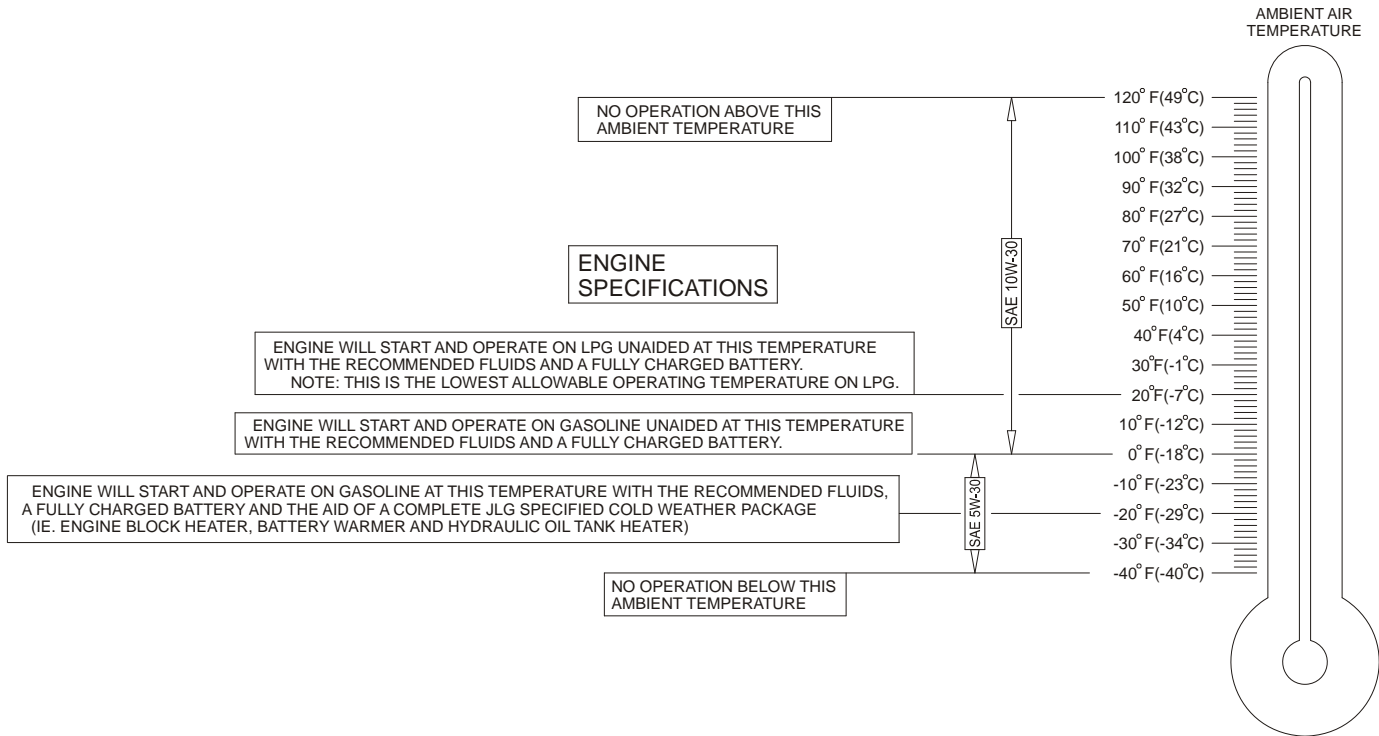 AMBIENT AIR
TEMPERATURE
120° F(49°C)
NO OPERATION ABOVE THIS
AMBIENT TEMPERATURE
110° F(43°C)
100° F(38°C)
90° F(32°C)
80° F(27°C)
70° F(21°C)
ENGINE
SPECIFICATIONS
SAE 10W-30
60° F(16°C)
50° F(10°C)
40°F(4°C)
ENGINE WILL START AND OPERATE ON LPG UNAIDED AT THIS TEMPERATURE
WITH THE RECOMMENDED FLUIDS AND A FULLY CHARGED BATTERY.
NOTE: THIS IS THE LOWEST ALLOWABLE OPERATING TEMPERATURE ON LPG.
30°F(-1°C)
20°F(-7°C)
10°F(-12°C)
ENGINE WILL START AND OPERATE ON GASOLINE UNAIDED AT THIS TEMPERATURE
WITH THE RECOMMENDED FLUIDS AND A FULLY CHARGED BATTERY.
0° F(-18°C)
-10° F(-23°C)
ENGINE WILL START AND OPERATE ON GASOLINE AT THIS TEMPERATURE WITH THE RECOMMENDED FLUIDS,
A FULLY CHARGED BATTERY AND THE AID OF A COMPLETE JLG SPECIFIED COLD WEATHER PACKAGE
(IE. ENGINE BLOCK HEATER, BATTERY WARMER AND HYDRAULIC OIL TANK HEATER)
SAE 5W-30
-20° F(-29°C)
-30° F(-34°C)
-40° F(-40°C)
NO OPERATION BELOW THIS
AMBIENT TEMPERATURE